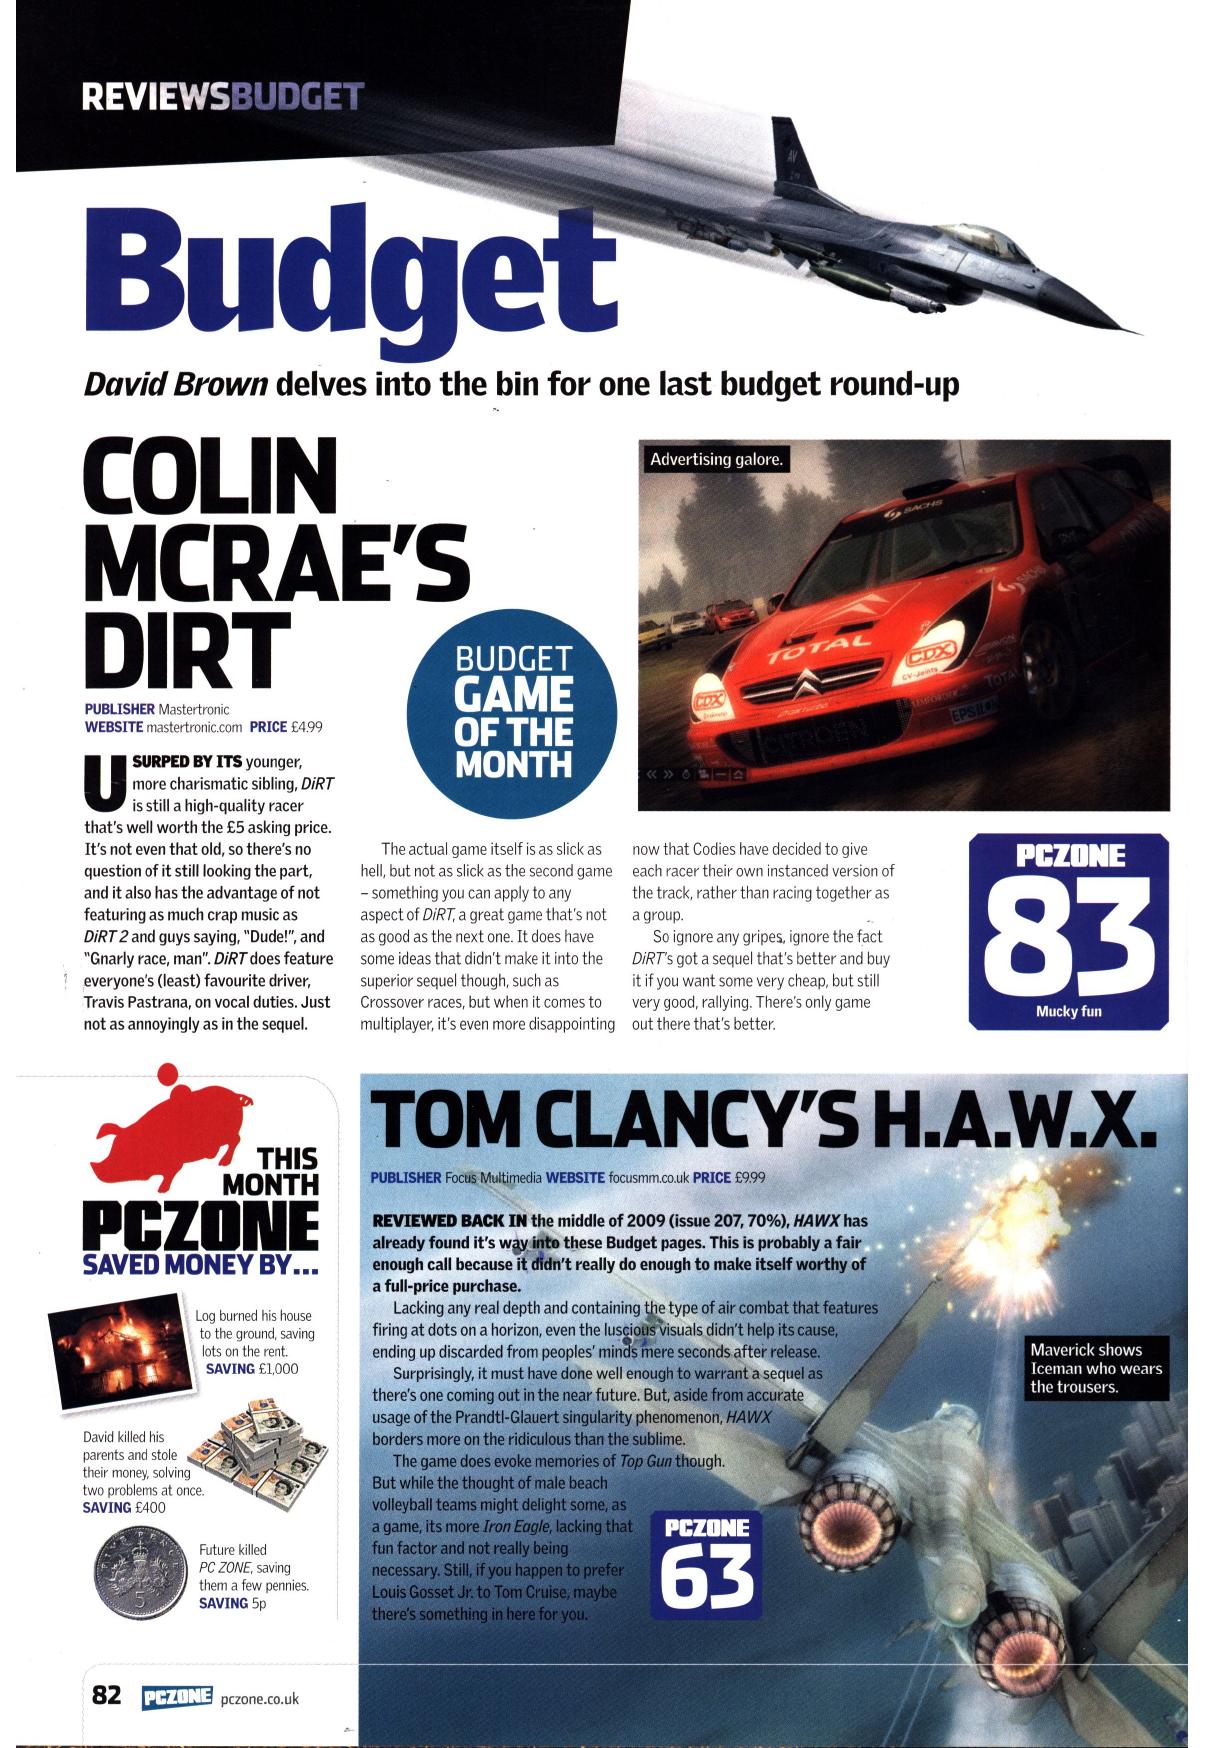 REVIEWSBUDGET
Budget
David Brown delves into the bin for one last budget round-up
COLIN
MCRAE'S
DIRT
PUBLISHER Mastertronic
WEBSITE mastertronic.com PRICE £4.99
USURPED BY ITS younger,
more charismatic sibling, DiRT
is still a high-quality racer
that's well worth the £5 asking price.
It's not even that old, so there's no
question of it still looking the part,
and it also has the advantage of not
featuring as much crap music as
DiRT 2 and guys saying, "Dude!", and
"Gnarly race, man". DiRT does feature
everyone's (least) favourite driver,
Travis Pastrana, on vocal duties. Just
not as annoyingly as in the sequel.
BUDGET
GAME
OF THE
MONTH
The actual game itself is as slick as
hell, but not as slick as the second game
– something you can apply to any
aspect of DiRT, a great game that's not
as good as the next one. It does have
some ideas that didn't make it into the
superior sequel though, such as
Crossover races, but when it comes to
multiplayer, it's even more disappointing
now that Codies have decided to give
each racer their own instanced version of
the track, rather than racing together as
a group.
So ignore any gripes, ignore the fact
DiRT's got a sequel that's better and buy
it if you want some very cheap, but still
very good, rallying. There's only game
out there that's better.
Advertising galore.
SACHS
TOTAL
CDX
CV-Joints
CDX
CITROËN
EPSILON
TOTAL
SACHS
PCZONE
83
Mucky fun
THIS
MONTH
PCZONE
SAVED MONEY BY...
Log burned his house
to the ground, saving
lots on the rent.
SAVING £1,000
David killed his
parents and stole
their money, solving
two problems at once.
SAVING £400
Future killed
PC ZONE, saving
them a few pennies.
SAVING 5p
TOM CLANCY'S H.A.W.X.
PUBLISHER Focus Multimedia WEBSITE focusmm.co.uk PRICE £9.99
REVIEWED BACK IN the middle of 2009 (issue 207, 70%), HAWX has
already found it's way into these Budget pages. This is probably a fair
enough call because it didn't really do enough to make itself worthy of
a full-price purchase.
Lacking any real depth and containing the type of air combat that features
firing at dots on a horizon, even the luscious visuals didn't help its cause,
ending up discarded from peoples' minds mere seconds after release.
Surprisingly, it must have done well enough to warrant a sequel as
there's one coming out in the near future. But, aside from accurate
usage of the Prandtl-Glauert singularity phenomenon, HAWX
borders more on the ridiculous than the sublime.
The game does evoke memories of Top Gun though.
But while the thought of male beach
volleyball teams might delight some, as
a game, its more Iron Eagle, lacking that
fun factor and not really being
necessary. Still, if you happen to prefer
Louis Gosset Jr. to Tom Cruise, maybe
there's something in here for you.
Maverick shows
Iceman who wears
the trousers.
PCZONE
63
82 PCZONE pczone.co.uk